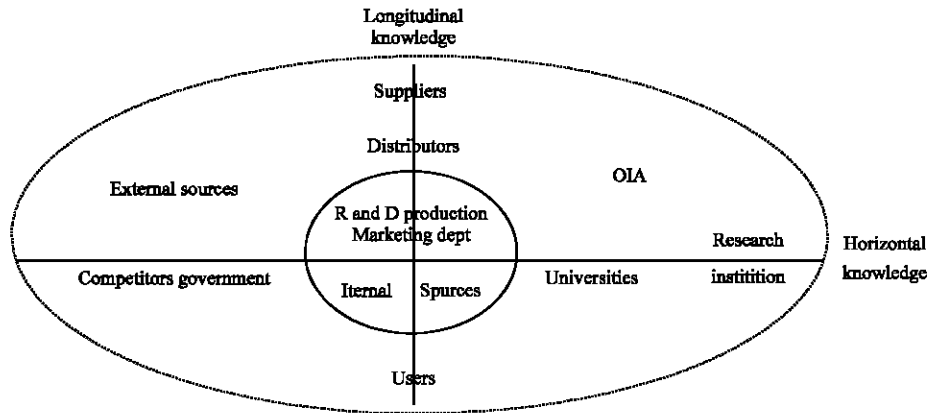 Longitudinal
knowledge
Suppliers
Distributors
External sources
OIA
R and D production
Marketing dept
Research
Horizontal
Competitors government
Iternal
Spurces
Universities
institition
knowledge
Users